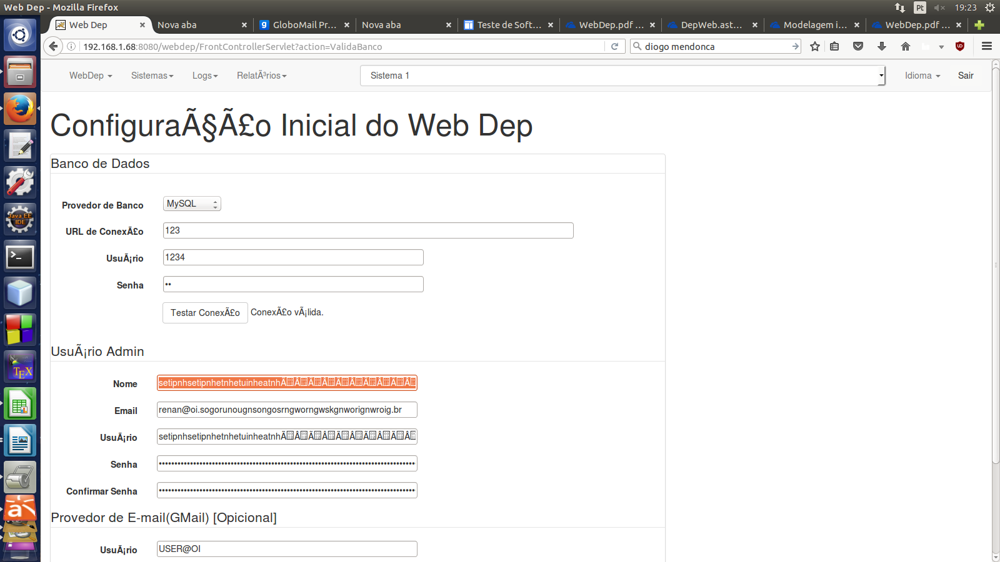 Web Dep - Mozilla Firefox
Pt
19:23
Web Dep
Nova aba
GloboMail Pr...
Nova aba
Teste de Soft...
WebDep.pdf ...
DepWeb.ast...
Modelagem i...
WebDep.pdf ...
192.168.1.68:8080/webdep/FrontControllerServlet?action=ValidaBanco
diogo mendonca
WebDep
Sistemas
Logs
RelatÃ³rios
Sistema 1
Idioma
Sair
ConfiguraÃ§Ã£o Inicial do Web Dep
Banco de Dados
Provedor de Banco
MySQL
URL de ConexÃ£o
123
UsuÃ¡rio
1234
Senha
••
Testar ConexÃ£o
ConexÃ£o vÃ¡lida.
UsuÃ¡rio Admin
Nome
setipnhsetipnhetnhetuinheatnhÃ
Email
renan@oi.sogorunougnsongosrngworngwskgnworignwroig.br
UsuÃ¡rio
setipnhsetipnhetnhetuinheatnhÃ
Senha
Confirmar Senha
Provedor de E-mail(GMail) [Opicional]
UsuÃ¡rio
USER@OI
Java EE
IDE
TEX